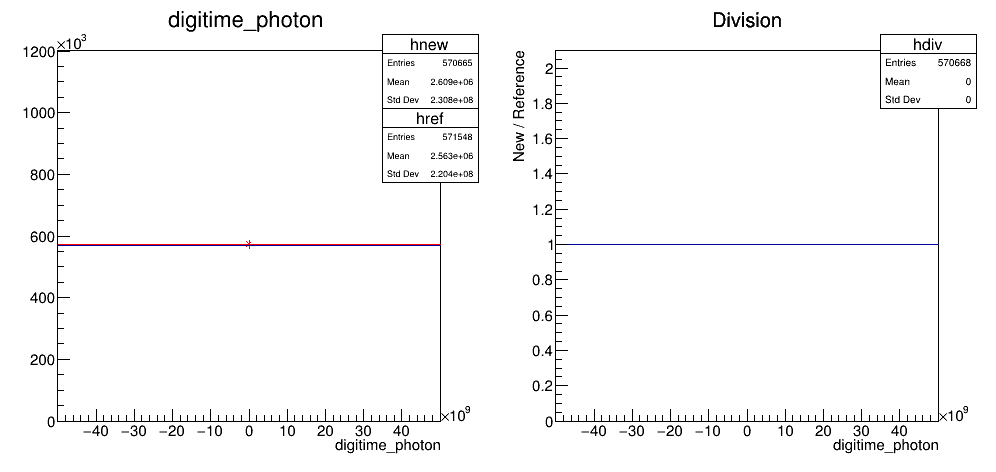 digitime_photon
×10³
1200
1000
800
600
400
200
0
−40 −30 −20 −10 0 10 20 30 40
×10⁹
digitime_photon
hnew
Entries 570665
Mean 2.609e+06
Std Dev 2.308e+08
href
Entries 571548
Mean 2.563e+06
Std Dev 2.204e+08
Division
New / Reference
2
1.8
1.6
1.4
1.2
1
0.8
0.6
0.4
0.2
0
−40 −30 −20 −10 0 10 20 30 40
×10⁹
digitime_photon
hdiv
Entries 570668
Mean 0
Std Dev 0